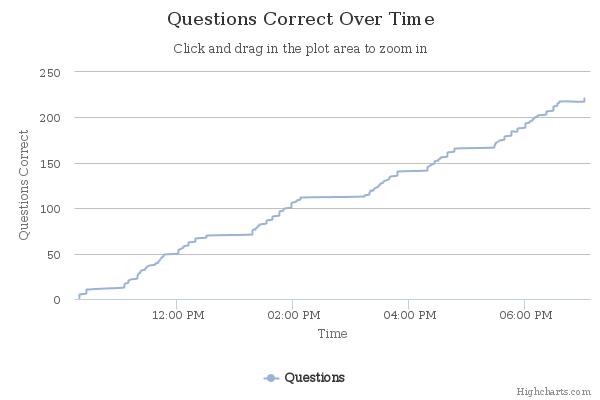 Questions Correct Over Time
Click and drag in the plot area to zoom in
Questions Correct
250
200
150
100
50
0
12:00 PM
02:00 PM
04:00 PM
06:00 PM
Time
Questions
Highcharts.com